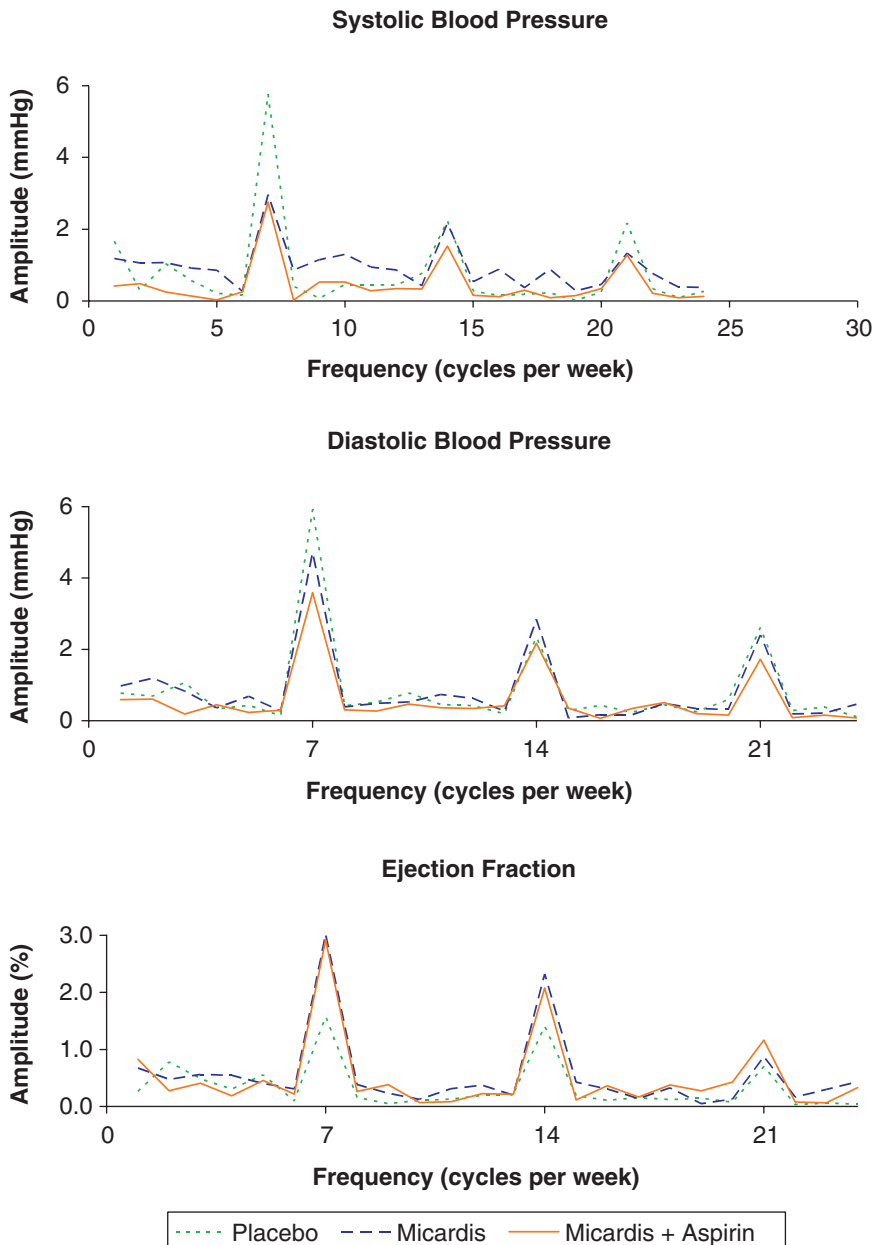 Systolic Blood Pressure
Amplitude (mmHg)
6
4
2
0
0 5 10 15 20 25 30
Frequency (cycles per week)
Diastolic Blood Pressure
Amplitude (mmHg)
6
4
2
0
0 7 14 21
Frequency (cycles per week)
Ejection Fraction
Amplitude (%)
3.0
2.0
1.0
0.0
0 7 14 21
Frequency (cycles per week)
Placebo Micardis Micardis + Aspirin